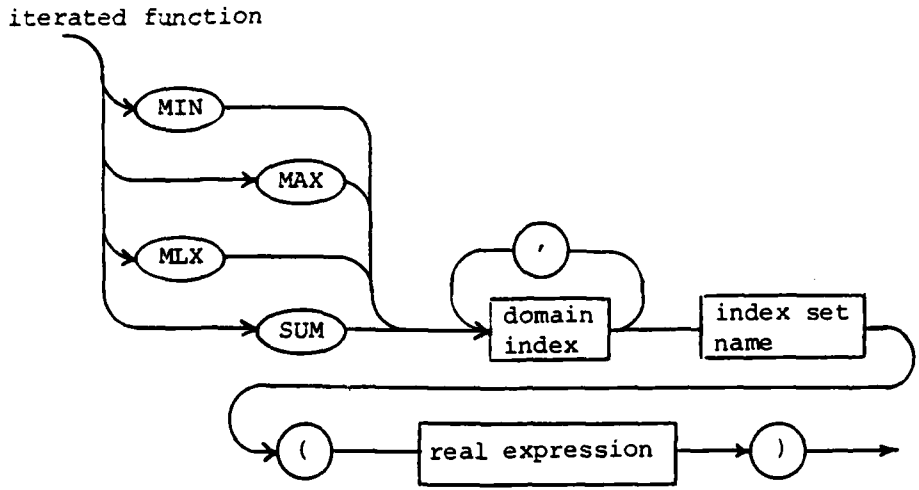 iterated function
MIN
MAX
MLX
SUM
,
domain
index
index set
name
(
real expression
)